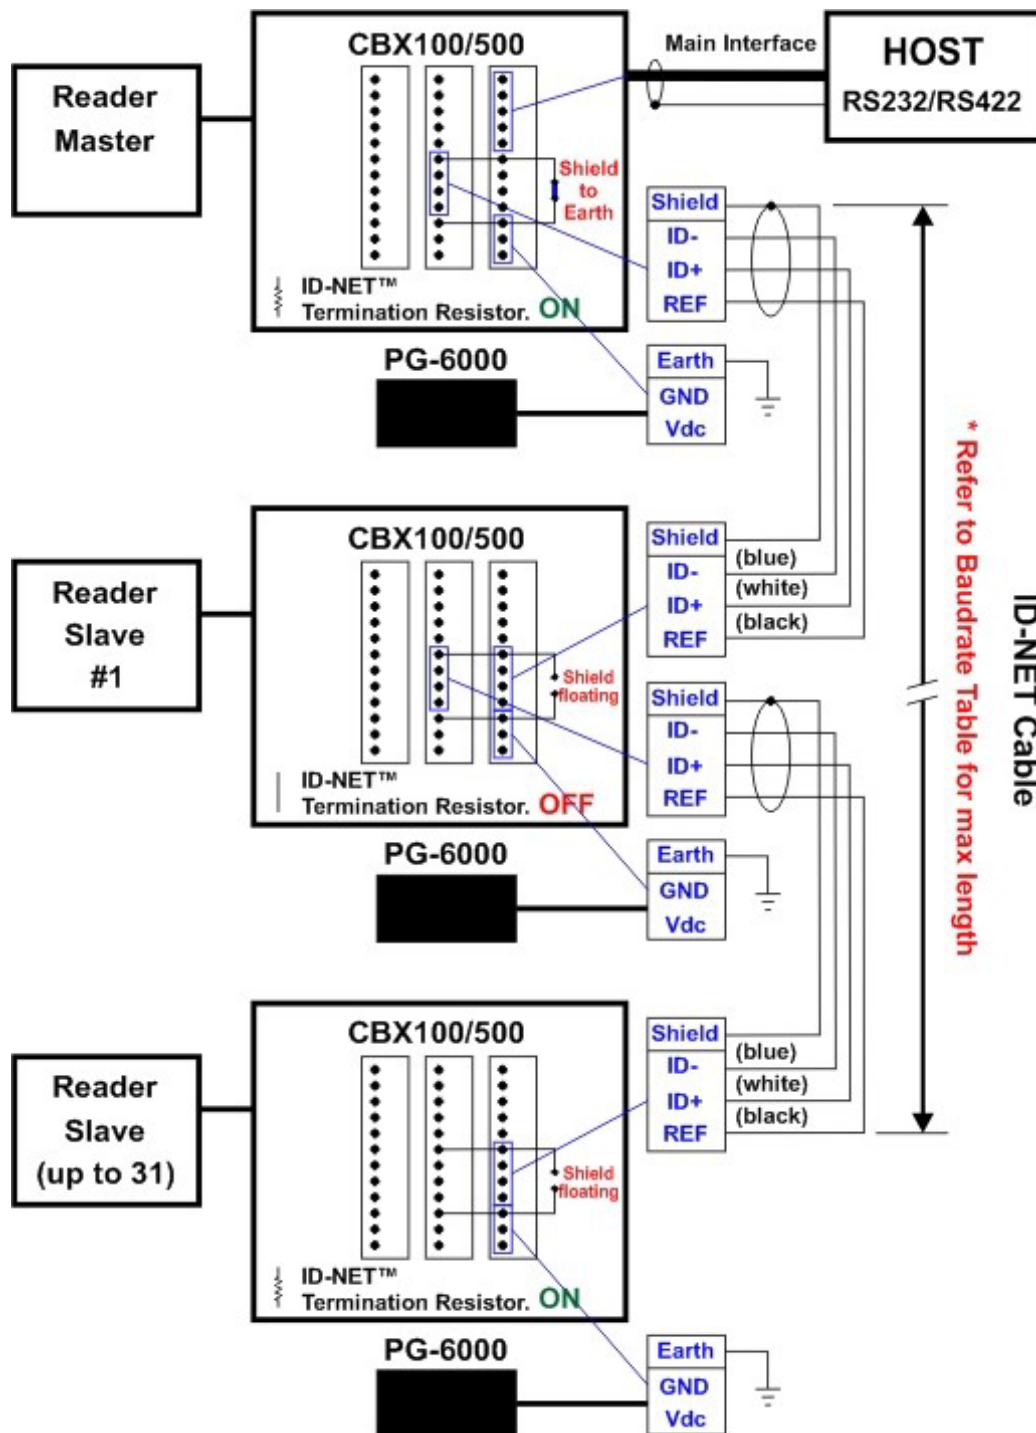 CBX100/500
Main Interface
HOST
RS232/RS422
Reader
Master
Shield
to
Earth
Shield
ID-
ID+
REF
ID-NET™
Termination Resistor. ON
PG-6000
Earth
GND
Vdc
CBX100/500
Reader
Slave
#1
Shield
floating
Shield
ID-
(blue)
ID+
(white)
REF
(black)
Shield
ID-
ID+
REF
ID-NET™
Termination Resistor. OFF
PG-6000
Earth
GND
Vdc
* Refer to Baudrate Table for max length
ID-NET Cable
CBX100/500
Reader
Slave
(up to 31)
Shield
floating
Shield
ID-
(blue)
ID+
(white)
REF
(black)
ID-NET™
Termination Resistor. ON
PG-6000
Earth
GND
Vdc